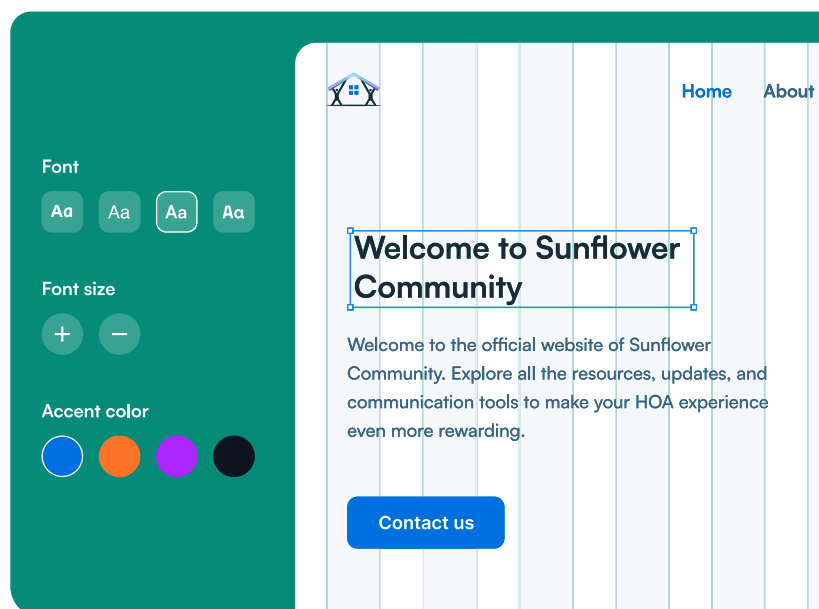 Font
Aa Aa Aa Aa
Font size
+ −
Accent color
Home About
Welcome to Sunflower
Community
Welcome to the official website of Sunflower
Community. Explore all the resources, updates, and
communication tools to make your HOA experience
even more rewarding.
Contact us